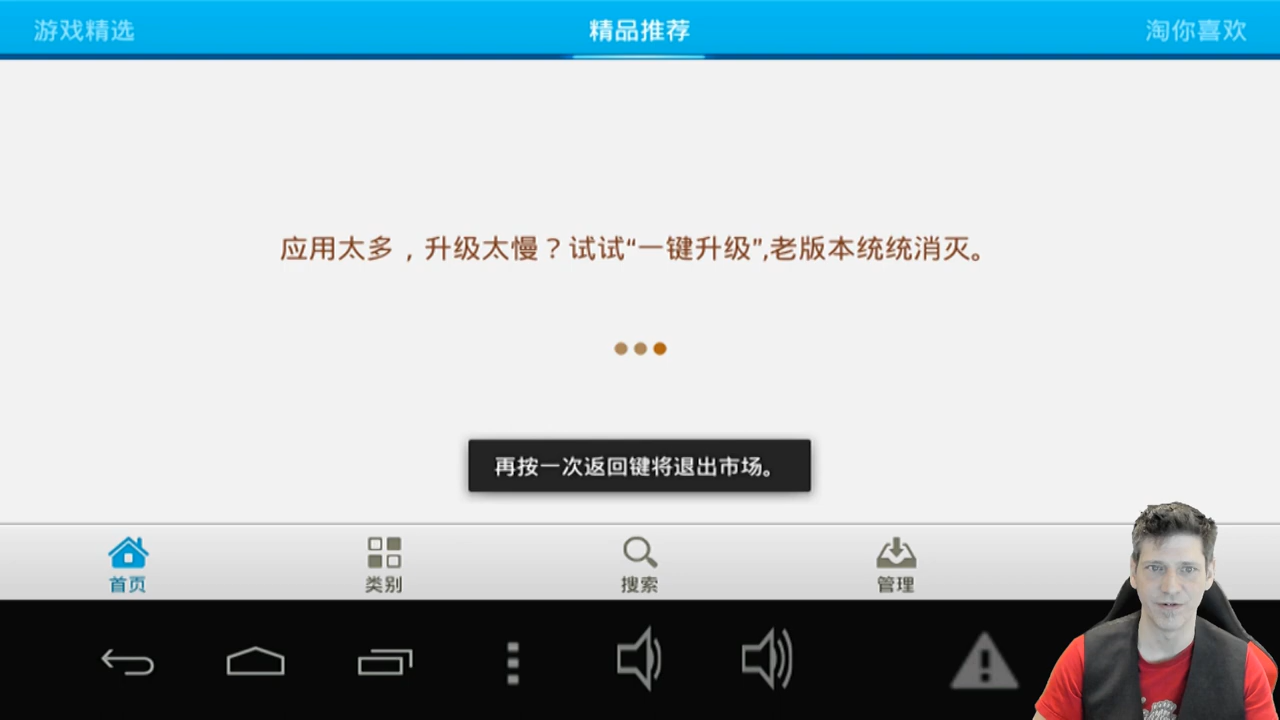 游戏精选
精品推荐
淘你喜欢
应用太多，升级太慢？试试“一键升级”,老版本统统消灭。
再按一次返回键将退出市场。
首页
类别
搜索
管理